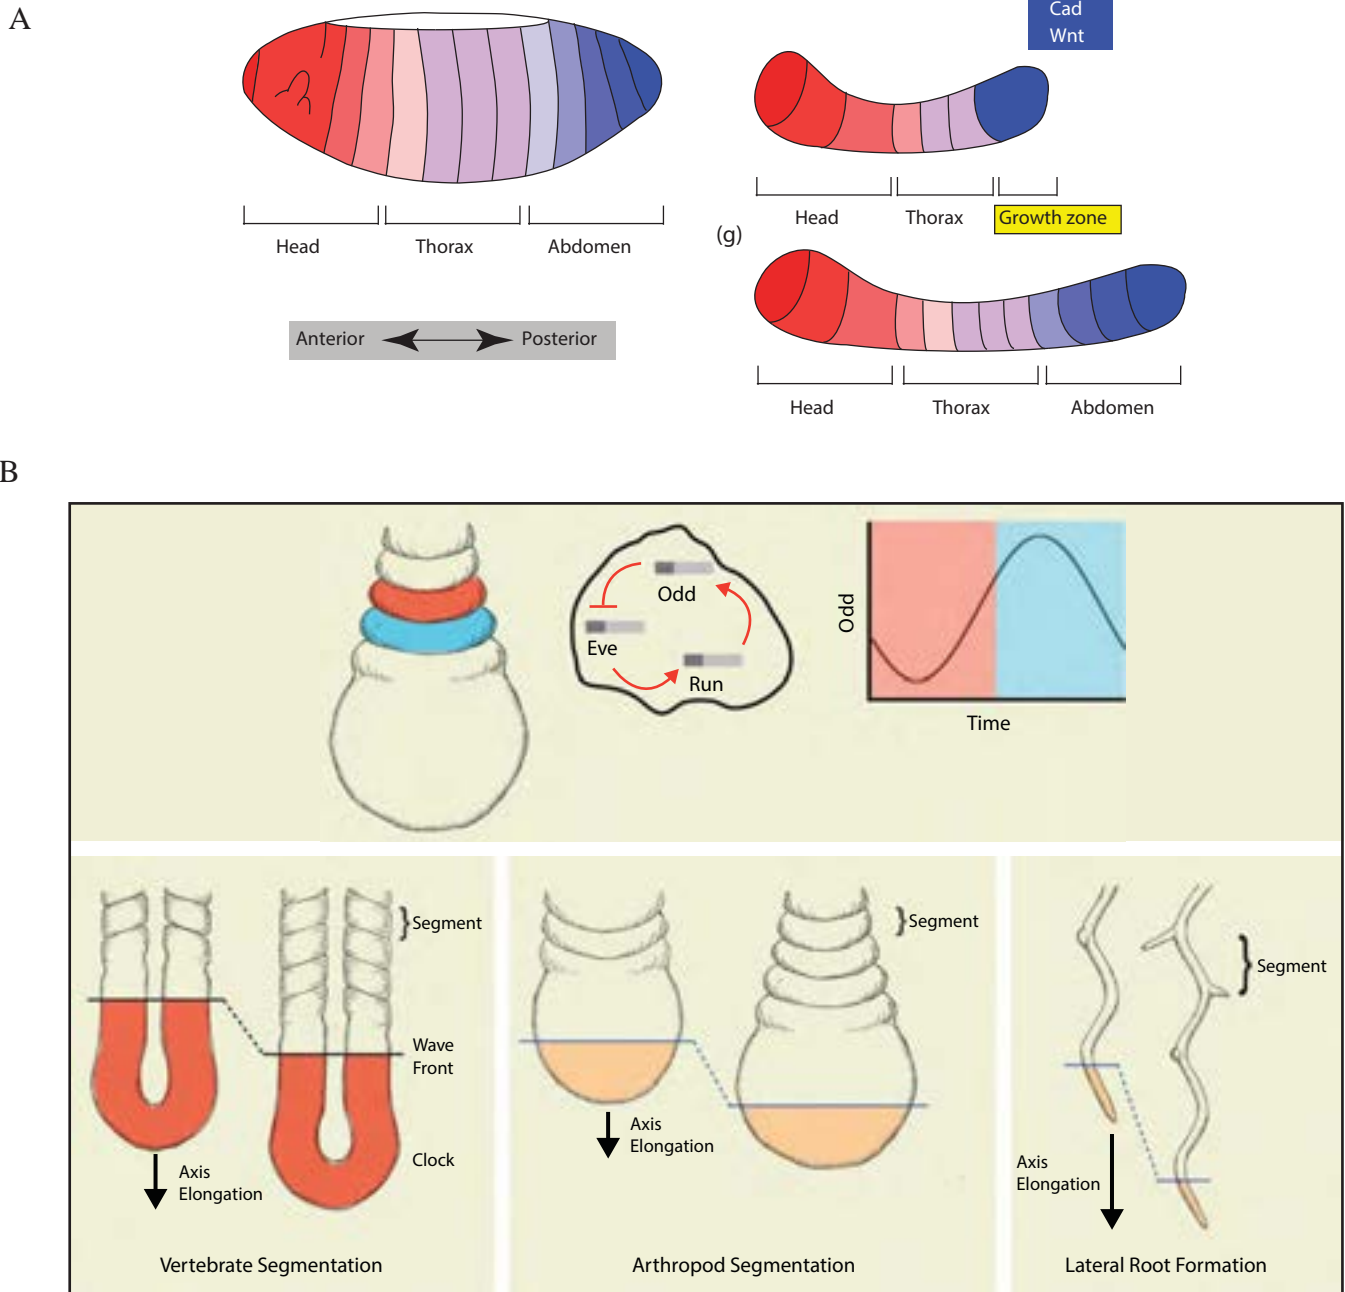 A
Cad
Wnt
Head
Thorax
Abdomen
Head
Thorax
Growth zone
(g)
Anterior
Posterior
Head
Thorax
Abdomen
B
Odd
Eve
Run
Odd
Time
Segment
Wave
Front
Clock
Axis
Elongation
Vertebrate Segmentation
Segment
Axis
Elongation
Arthropod Segmentation
Segment
Axis
Elongation
Lateral Root Formation